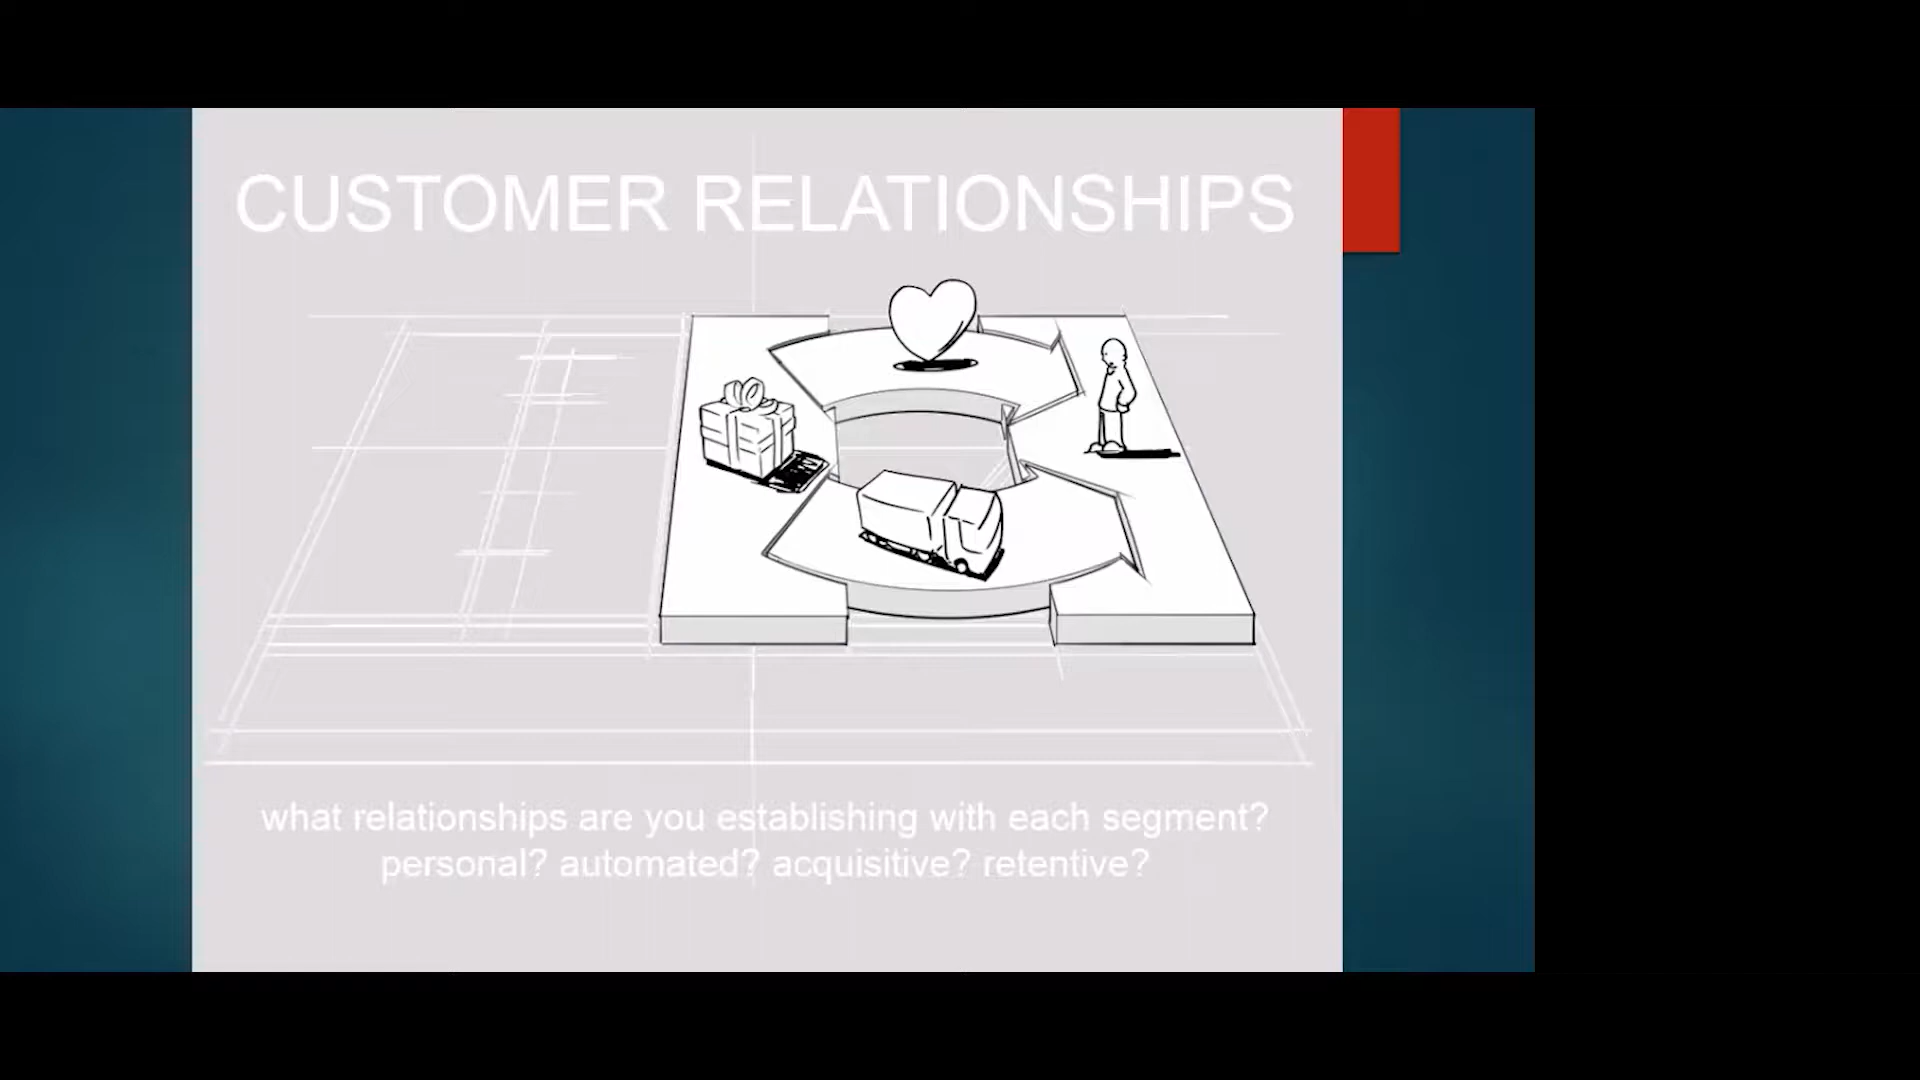 CUSTOMER RELATIONSHIPS
what relationships are you establishing with each segment?
personal? automated? acquisitive? retentive?